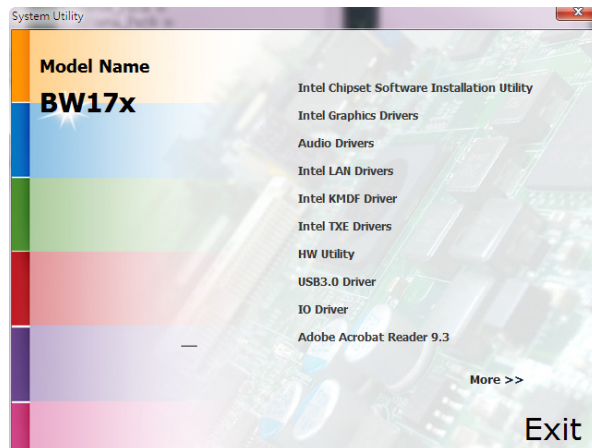 System Utility
Model Name
BW17x
Intel Chipset Software Installation Utility
Intel Graphics Drivers
Audio Drivers
Intel LAN Drivers
Intel KMDF Driver
Intel TXE Drivers
HW Utility
USB3.0 Driver
IO Driver
Adobe Acrobat Reader 9.3
More >>
Exit